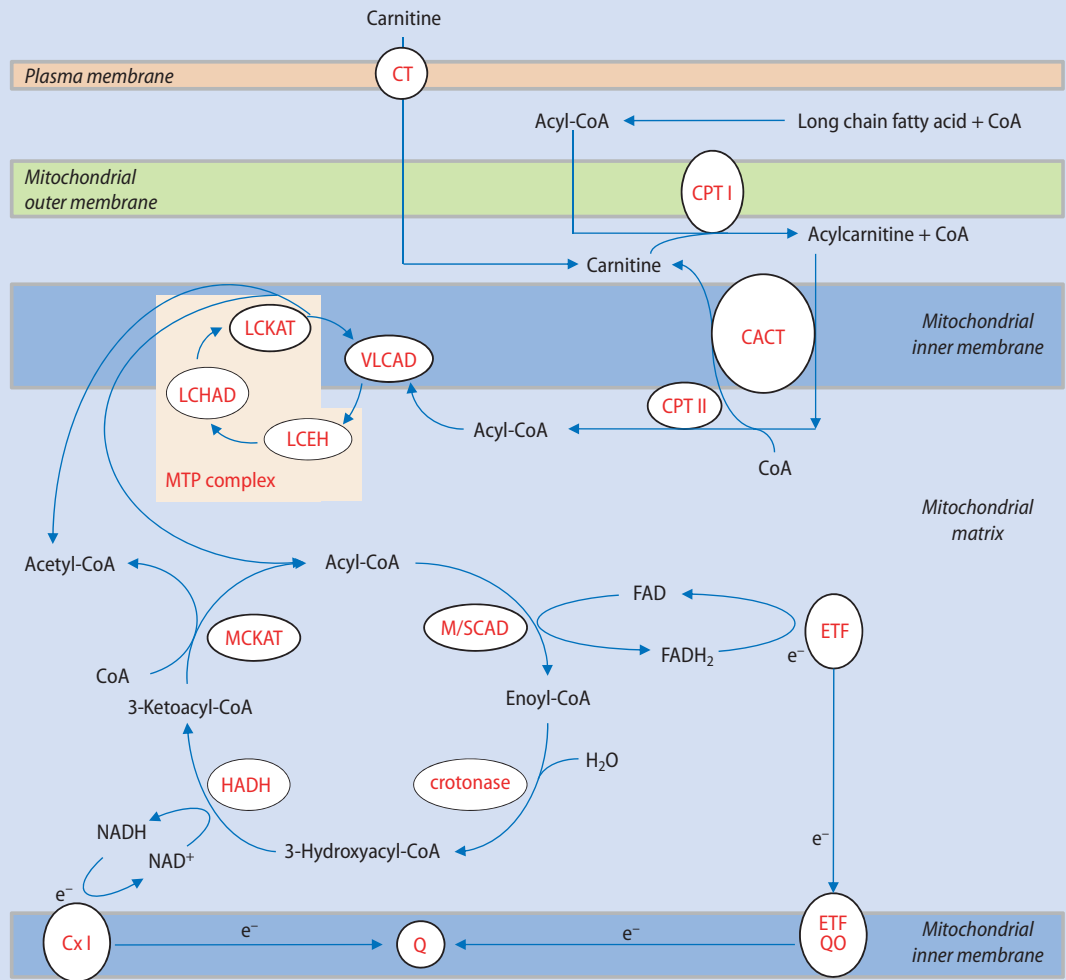 Carnitine
Plasma membrane
CT
Acyl-CoA
Long chain fatty acid + CoA
Mitochondrial
outer membrane
CPT I
Acylcarnitine + CoA
Carnitine
LCKAT
VLCAD
CACT
Mitochondrial
inner membrane
LCHAD
CPT II
LCEH
Acyl-CoA
CoA
MTP complex
Mitochondrial
matrix
Acetyl-CoA
Acyl-CoA
FAD
MCKAT
M/SCAD
ETF
FADH₂
e⁻
CoA
3-Ketoacyl-CoA
Enoyl-CoA
H₂O
HADH
crotonase
NADH
NAD⁺
3-Hydroxyacyl-CoA
e⁻
e⁻
Cx I
e⁻
Q
e⁻
ETF
QO
Mitochondrial
inner membrane